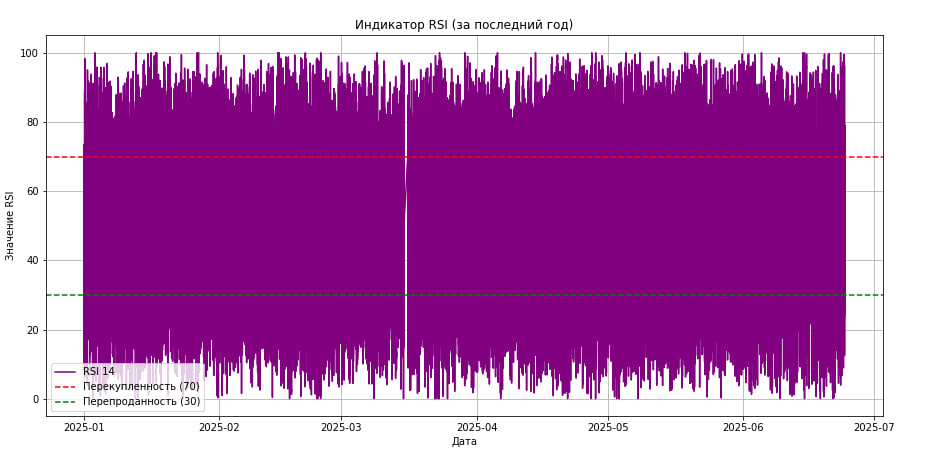 Индикатор RSI (за последний год)
Значение RSI
100
80
60
40
20
0
RSI 14
Перекупленность (70)
Перепроданность (30)
2025-01
2025-02
2025-03
2025-04
2025-05
2025-06
2025-07
Дата